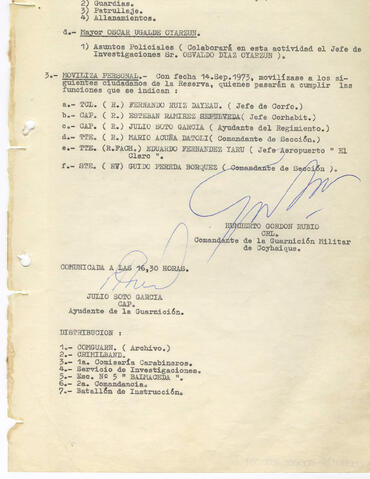 2) Guardias.
3) Patrullaje.
4) Allanamientos.
d.- Mayor OSCAR UGALDE OYARZUN.
1) Asuntos Policiales ( Colaborará en esta actividad el Jefe de
Investigaciones Sr. OSVALDO DIAZ OYARZUN ).
3.- MOVILIZA PERSONAL.- Con fecha 14.Sep.1973, movilízase a los si-
guientes ciudadanos de la Reserva, quienes pasarán a cumplir las
funciones que se indican :
a.- TCL. ( R.) FERNANDO RUIZ DAYEAU. ( Jefe de Corfo.)
b.- CAP. ( R.) ESTEBAN RAMIREZ SEPULVEDA( Jefe Corhabit.)
c.- CAP. ( R.) JULIO SOTO GARCIA ( Ayudante del Regimiento.)
d.- TTE. ( R.) MARIO ACUÑA DATOLI( Comandante de Sección.)
e.- TTE. (R.FACH.) EDUARDO FERNANDEZ YARU ( Jefe Aeropuerto " El
Claro ".
f.- STE. ( RV) GUIDO PEREDA BORQUEZ ( Comandante de Sección ).
HUMBERTO GORDON RUBIO
CRL.
Comandante de la Guarnición Militar
de Coyhaique.
COMUNICADA A LAS 16,30 HORAS.
JULIO SOTO GARCIA
CAP.
Ayudante de la Guarnición.
DISTRIBUCION :
1.- COMGUARN. ( Archivo.)
2.- CRIMILBAND.
3.- 1a. Comisaría Carabineros.
4.- Servicio de Investigaciones.
5.- Esc. Nº 5 " BALMACEDA ".
6.- 2a. Comandancia.
7.- Batallón de Instrucción.